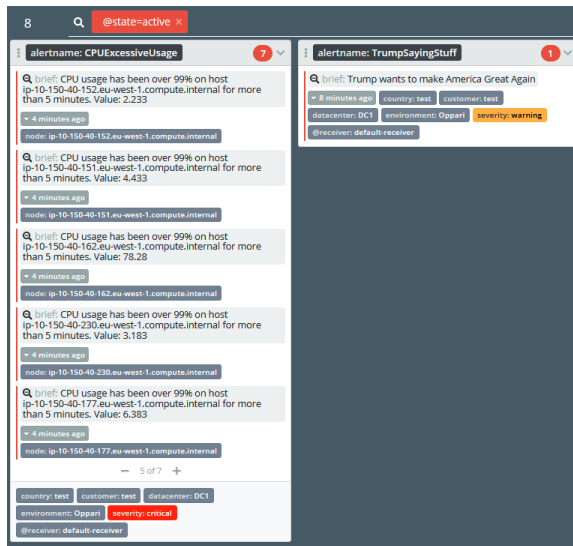 8 @state=active ×
alertname: CPUExcessiveUsage 7
brief: CPU usage has been over 99% on host
ip-10-150-40-152.eu-west-1.compute.internal for more
than 5 minutes. Value: 2.233
4 minutes ago
node: ip-10-150-40-152.eu-west-1.compute.internal
brief: CPU usage has been over 99% on host
ip-10-150-40-151.eu-west-1.compute.internal for more
than 5 minutes. Value: 4.433
4 minutes ago
node: ip-10-150-40-151.eu-west-1.compute.internal
brief: CPU usage has been over 99% on host
ip-10-150-40-162.eu-west-1.compute.internal for more
than 5 minutes. Value: 78.28
4 minutes ago
node: ip-10-150-40-162.eu-west-1.compute.internal
brief: CPU usage has been over 99% on host
ip-10-150-40-230.eu-west-1.compute.internal for more
than 5 minutes. Value: 3.183
4 minutes ago
node: ip-10-150-40-230.eu-west-1.compute.internal
brief: CPU usage has been over 99% on host
ip-10-150-40-177.eu-west-1.compute.internal for more
than 5 minutes. Value: 6.383
4 minutes ago
node: ip-10-150-40-177.eu-west-1.compute.internal
− 5 of 7 +
country: test customer: test datacenter: DC1
environment: Oppari severity: critical
@receiver: default-receiver
alertname: TrumpSayingStuff 1
brief: Trump wants to make America Great Again
8 minutes ago country: test customer: test
datacenter: DC1 environment: Oppari severity: warning
@receiver: default-receiver